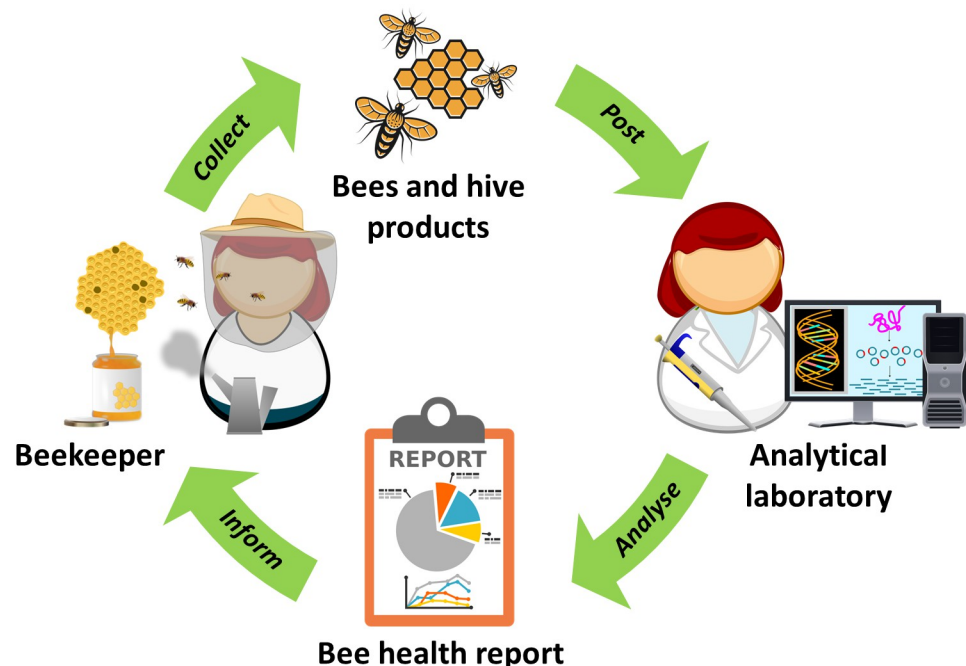 Collect
Post
Bees and hive
products
Beekeeper
REPORT
Analytical
laboratory
Inform
Analyse
Bee health report